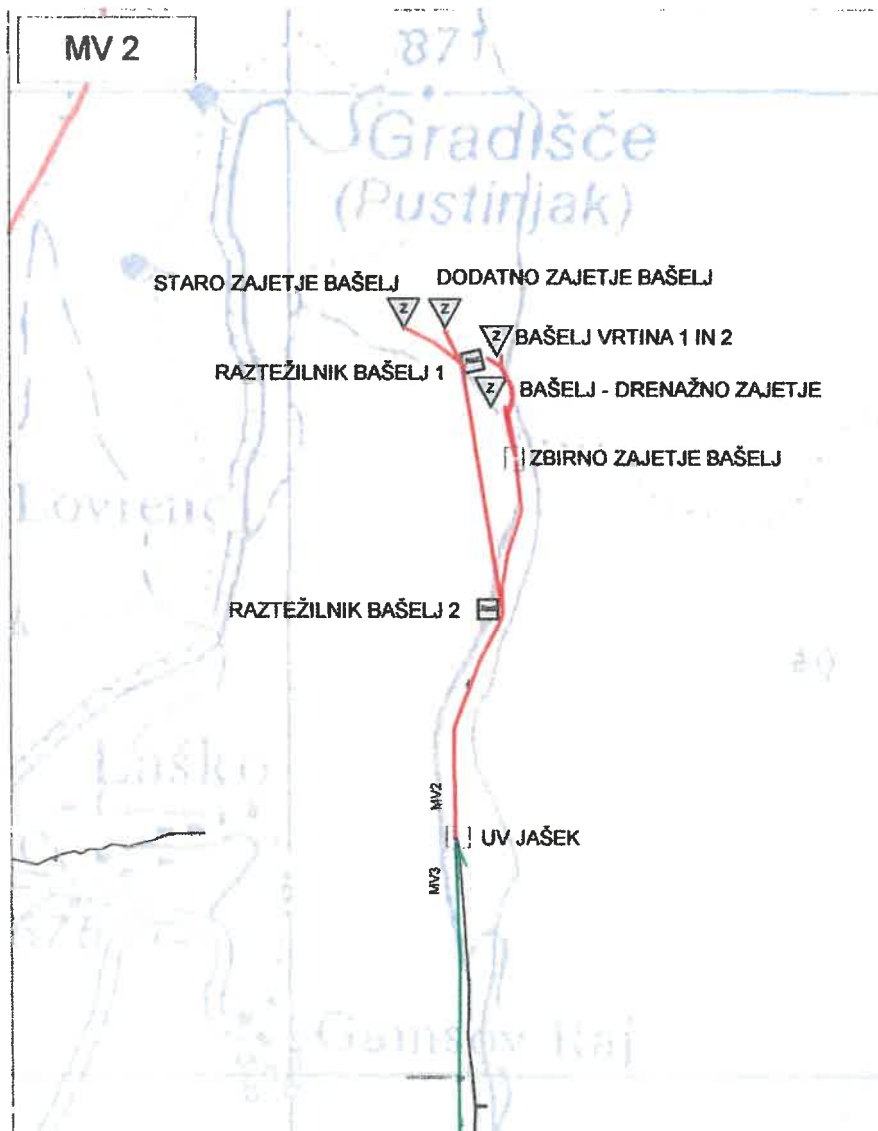 MV 2
871
Gradišče
(Pustinjak)
STARO ZAJETJE BAŠELJ
DODATNO ZAJETJE BAŠELJ
Z
Z
Z
BAŠELJ VRTINA 1 IN 2
RAZTEŽILNIK BAŠELJ 1
Z
BAŠELJ - DRENAŽNO ZAJETJE
ZBIRNO ZAJETJE BAŠELJ
Lovrenc
RAZTEŽILNIK BAŠELJ 2
Laško
MV2
UV JAŠEK
MV3
Gamsov Raj